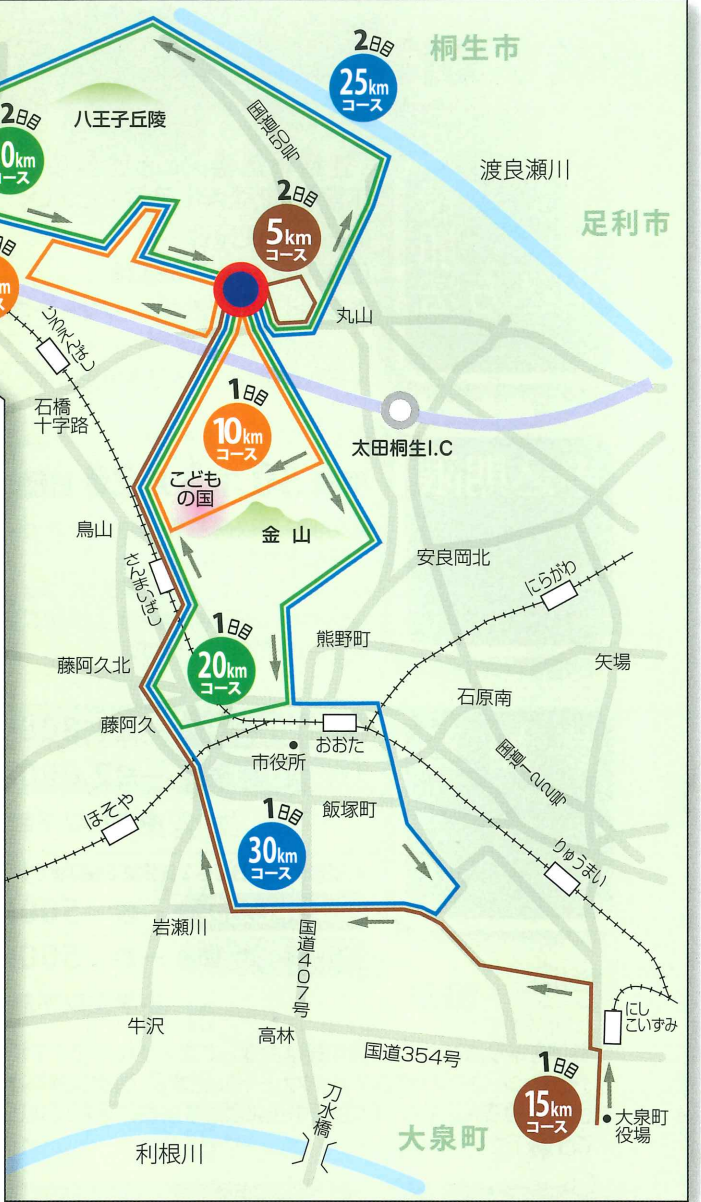 2日目
25km
コース
桐生市
八王子丘陵
国道50号
2日目
0km
コース
渡良瀬川
足利市
2日目
5km
コース
丸山
じろえんばし
石橋
十字路
1日目
10km
コース
太田桐生I.C
こども
の国
金山
鳥山
さんまいばし
安良岡北
にらがわ
1日目
20km
コース
熊野町
藤阿久北
矢場
石原南
藤阿久
おおた
市役所
国道122号
ほそや
1日目
30km
コース
飯塚町
りゅうまい
岩瀬川
国道407号
にし
こいずみ
牛沢
高林
国道354号
1日目
15km
コース
刀水橋
大泉町
役場
大泉町
利根川